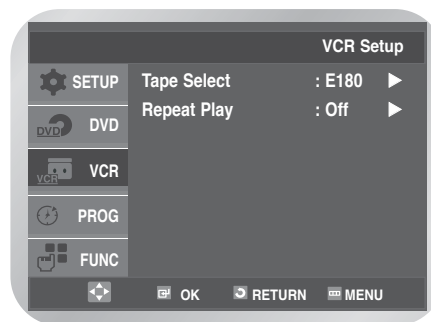 VCR Setup
SETUP Tape Select : E180 ►
Repeat Play : Off ►
DVD DVD
VCR VCR
PROG
FUNC
OK RETURN MENU